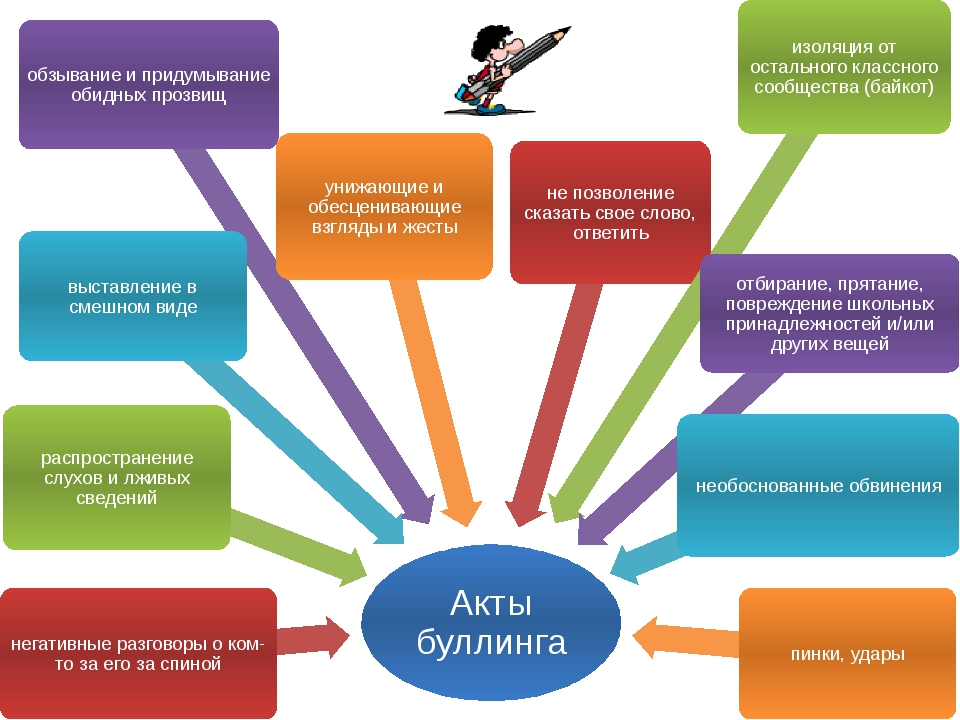 обзывание и придумывание
обидных прозвищ
изоляция от
остального классного
сообщества (байкот)
унижающие и
обесценивающие
взгляды и жесты
не позволение
сказать свое слово,
ответить
выставление в
смешном виде
отбирание, прятание,
повреждение школьных
принадлежностей и/или
других вещей
распространение
слухов и лживых
сведений
необоснованные обвинения
негативные разговоры о ком-
то за его за спиной
Акты
буллинга
пинки, удары